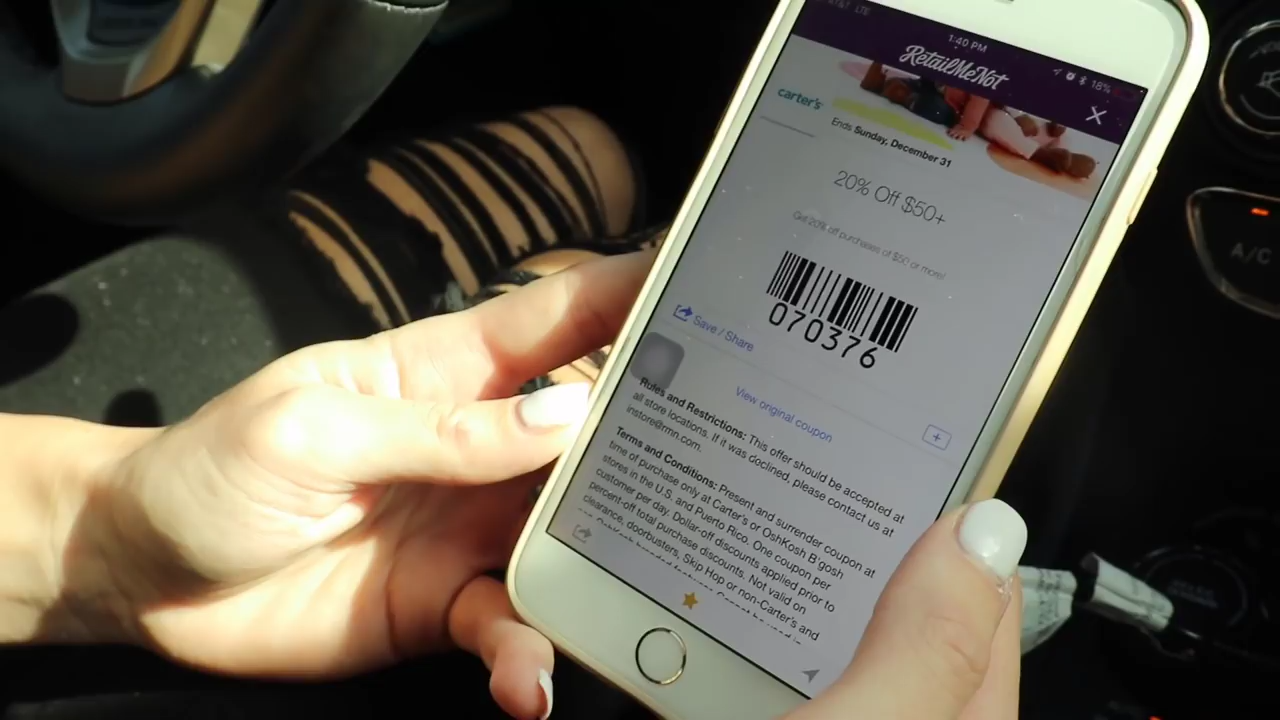 AT&T LTE
1:40 PM
18%
RetailMeNot
carter's
Ends Sunday, December 31
20% Off $50+
Get 20% off purchases of $50 or more!
070376
Save / Share
View original coupon
Rules and Restrictions: This offer should be accepted at
all store locations. If it was declined, please contact us at
instore@rmn.com.
Terms and Conditions: Present and surrender coupon at
time of purchase only at Carter's or OshKosh B'gosh
stores in the U.S. and Puerto Rico. One coupon per
customer per day. Dollar-off discounts applied prior to
percent-off total purchase discounts. Not valid on
clearance, doorbusters, Skip Hop or non-Carter's and
A/C